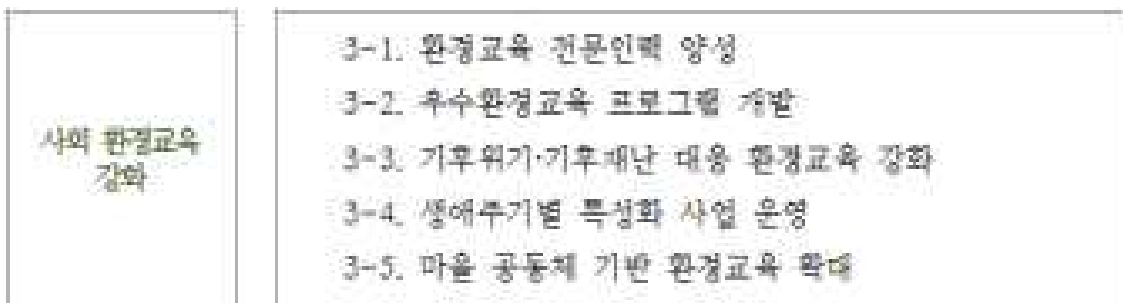 사회 환경교육
강화
3-1. 환경교육 전문인력 양성
3-2. 우수환경교육 프로그램 개발
3-3. 기후위기·기후재난 대응 환경교육 강화
3-4. 생애주기별 특성화 사업 운영
3-5. 마을 공동체 기반 환경교육 확대